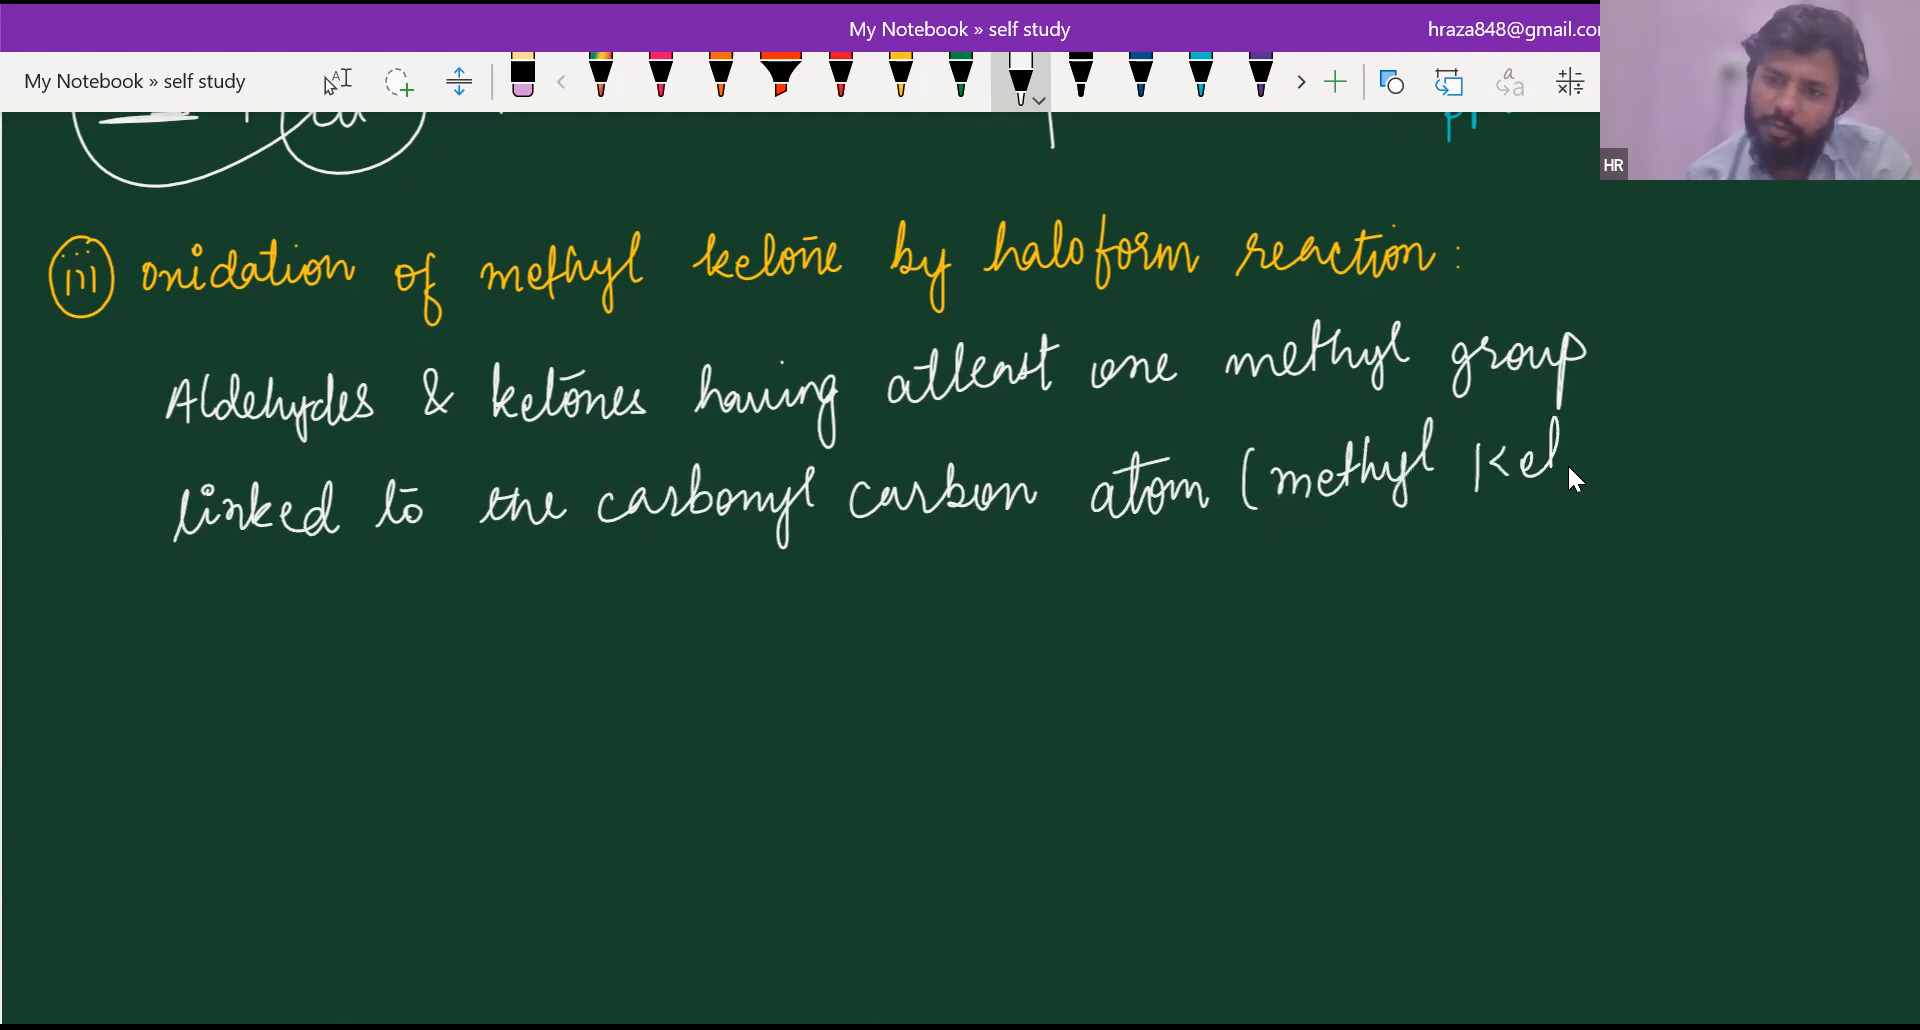 My Notebook » self study
hraza848@gmail.co
My Notebook » self study
HR
(iii) oxidation of methyl ketone by haloform reaction:
Aldehydes & ketones having atleast one methyl group
linked to the carbonyl carbon atom (methyl Ket